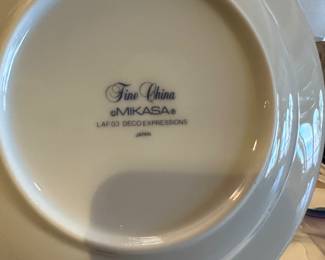 Fine China
©MIKASA®
LAF03 DECO EXPRESSIONS
JAPAN